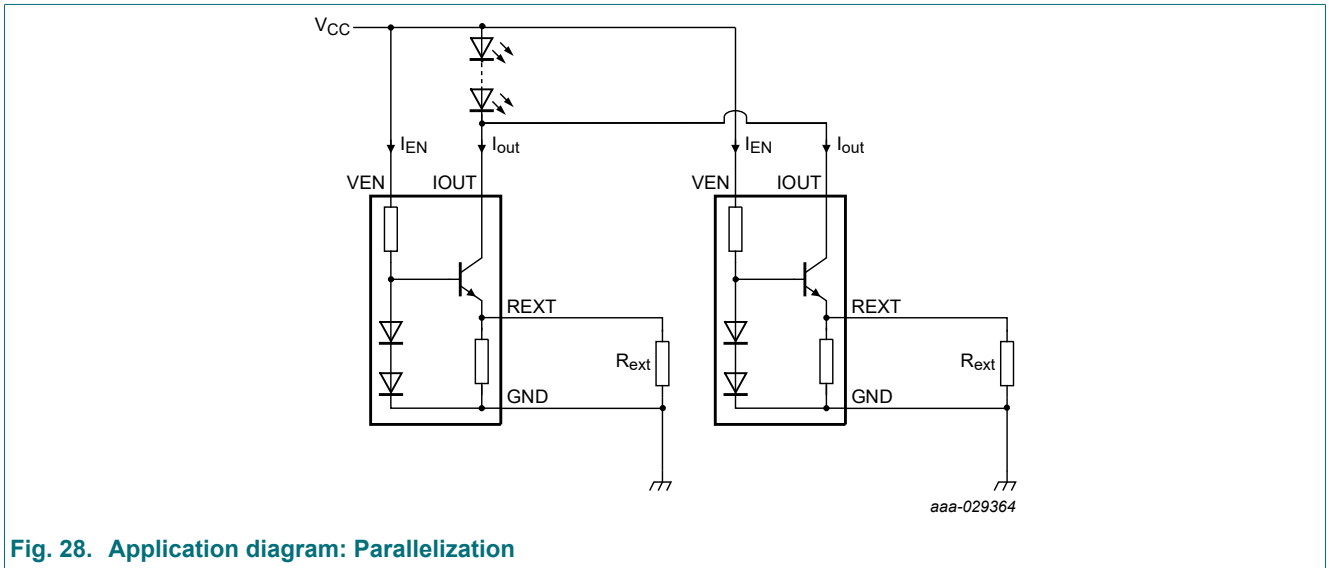 VCC
IEN Iout IEN Iout
VEN IOUT VEN IOUT
REXT REXT
Rext Rext
GND GND
aaa-029364
Fig. 28. Application diagram: Parallelization